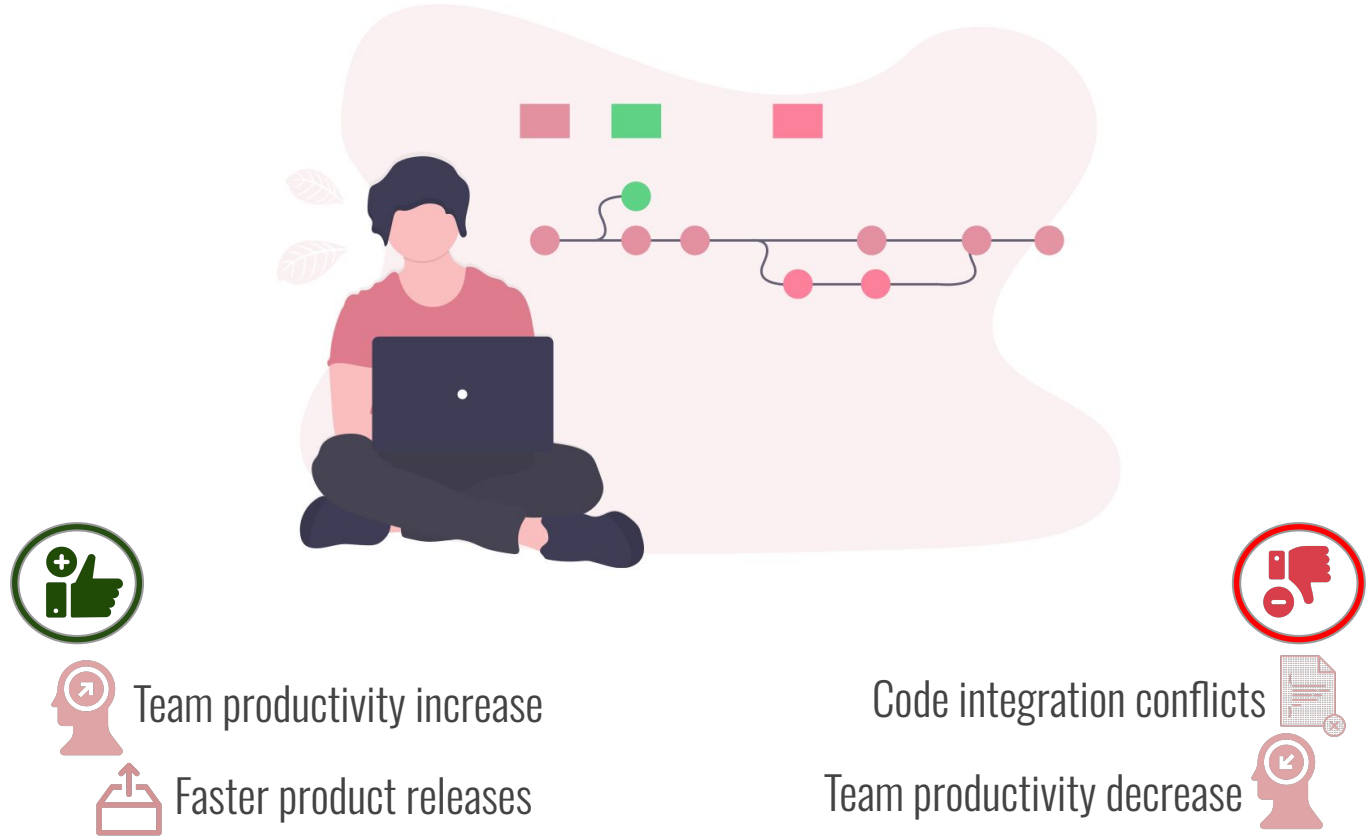 Team productivity increase
Faster product releases
Code integration conflicts
Team productivity decrease